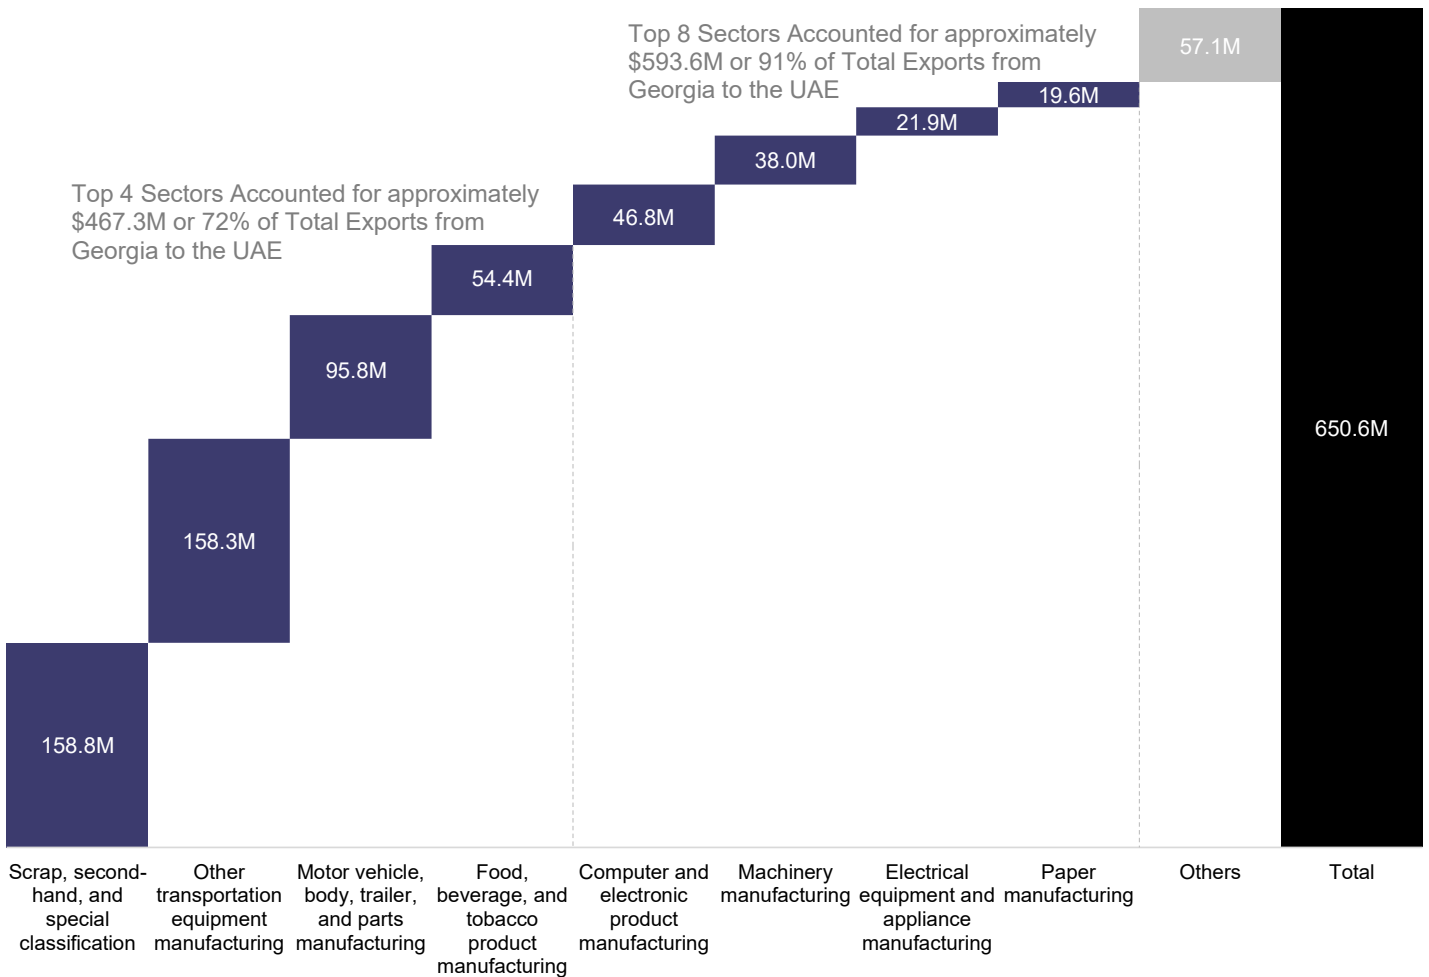 Top 8 Sectors Accounted for approximately
$593.6M or 91% of Total Exports from
Georgia to the UAE
57.1M
19.6M
21.9M
38.0M
Top 4 Sectors Accounted for approximately
$467.3M or 72% of Total Exports from
Georgia to the UAE
46.8M
54.4M
95.8M
650.6M
158.3M
158.8M
Scrap, second-
hand, and
special
classification
Other
transportation
equipment
manufacturing
Motor vehicle,
body, trailer,
and parts
manufacturing
Food,
beverage, and
tobacco
product
manufacturing
Computer and
electronic
product
manufacturing
Machinery
manufacturing
Electrical
equipment and
appliance
manufacturing
Paper
manufacturing
Others
Total